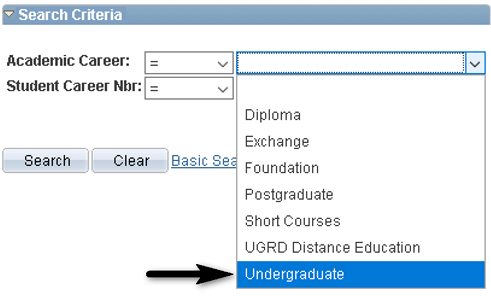 Search Criteria
Academic Career: =
Student Career Nbr: =
Diploma
Exchange
Foundation
Postgraduate
Short Courses
UGRD Distance Education
Undergraduate
Search Clear Basic Sea